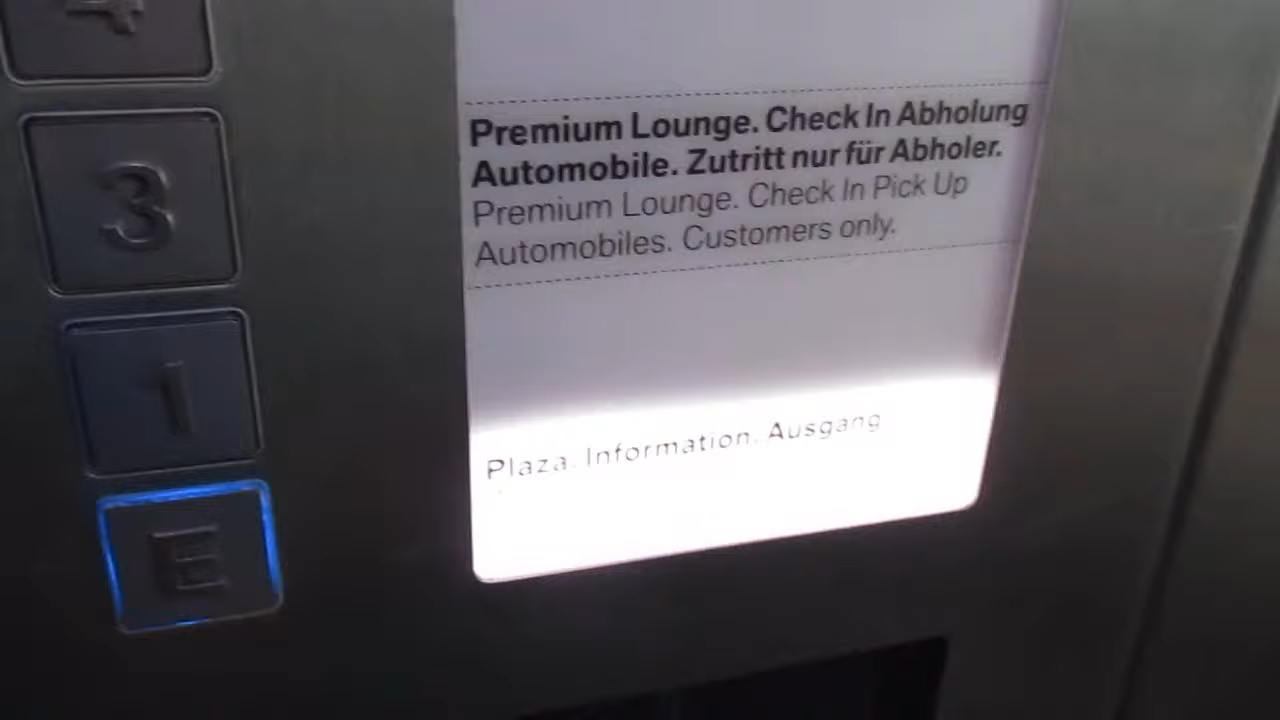 4
Premium Lounge. Check In Abholung
Automobile. Zutritt nur für Abholer.
Premium Lounge. Check In Pick Up
Automobiles. Customers only.
3
1
Plaza. Information. Ausgang
E